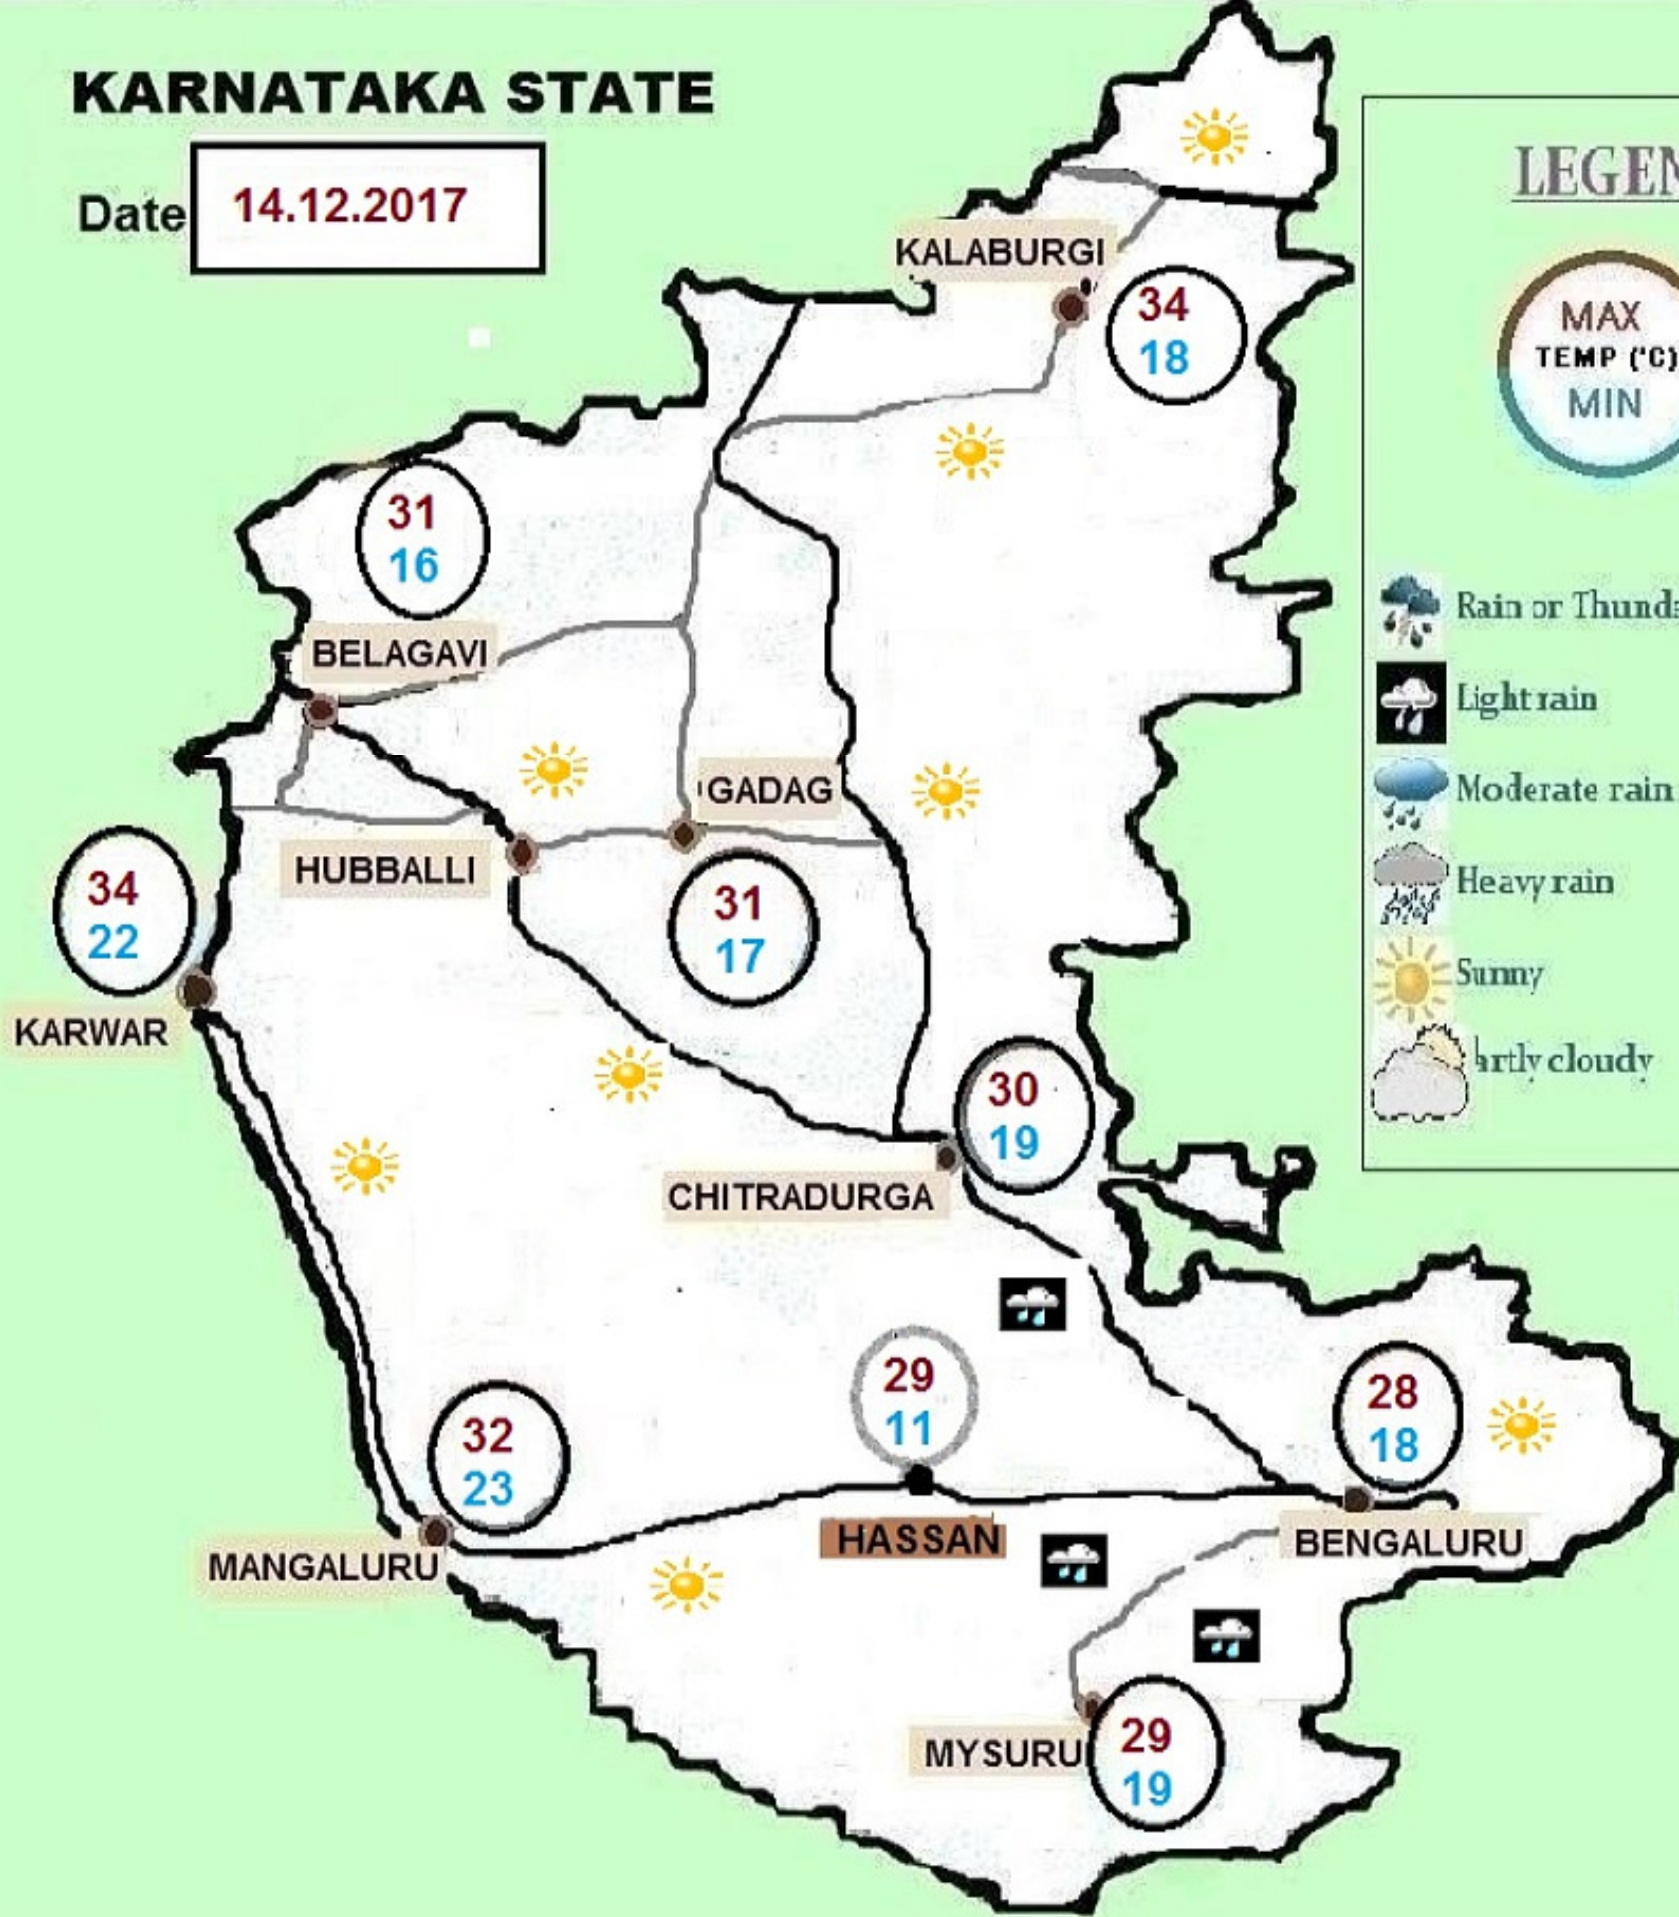 KARNATAKA STATE
Date
14.12.2017
KALABURGI
34
18
31
16
BELAGAVI
GADAG
HUBBALLI
31
17
34
22
KARWAR
30
19
CHITRADURGA
29
11
HASSAN
32
23
MANGALURU
28
18
BENGALURU
MYSURU
29
19
LEGEN
MAX
TEMP (°C)
MIN
Rain or Thund
Light rain
Moderate rain
Heavy rain
Sunny
artly cloudy